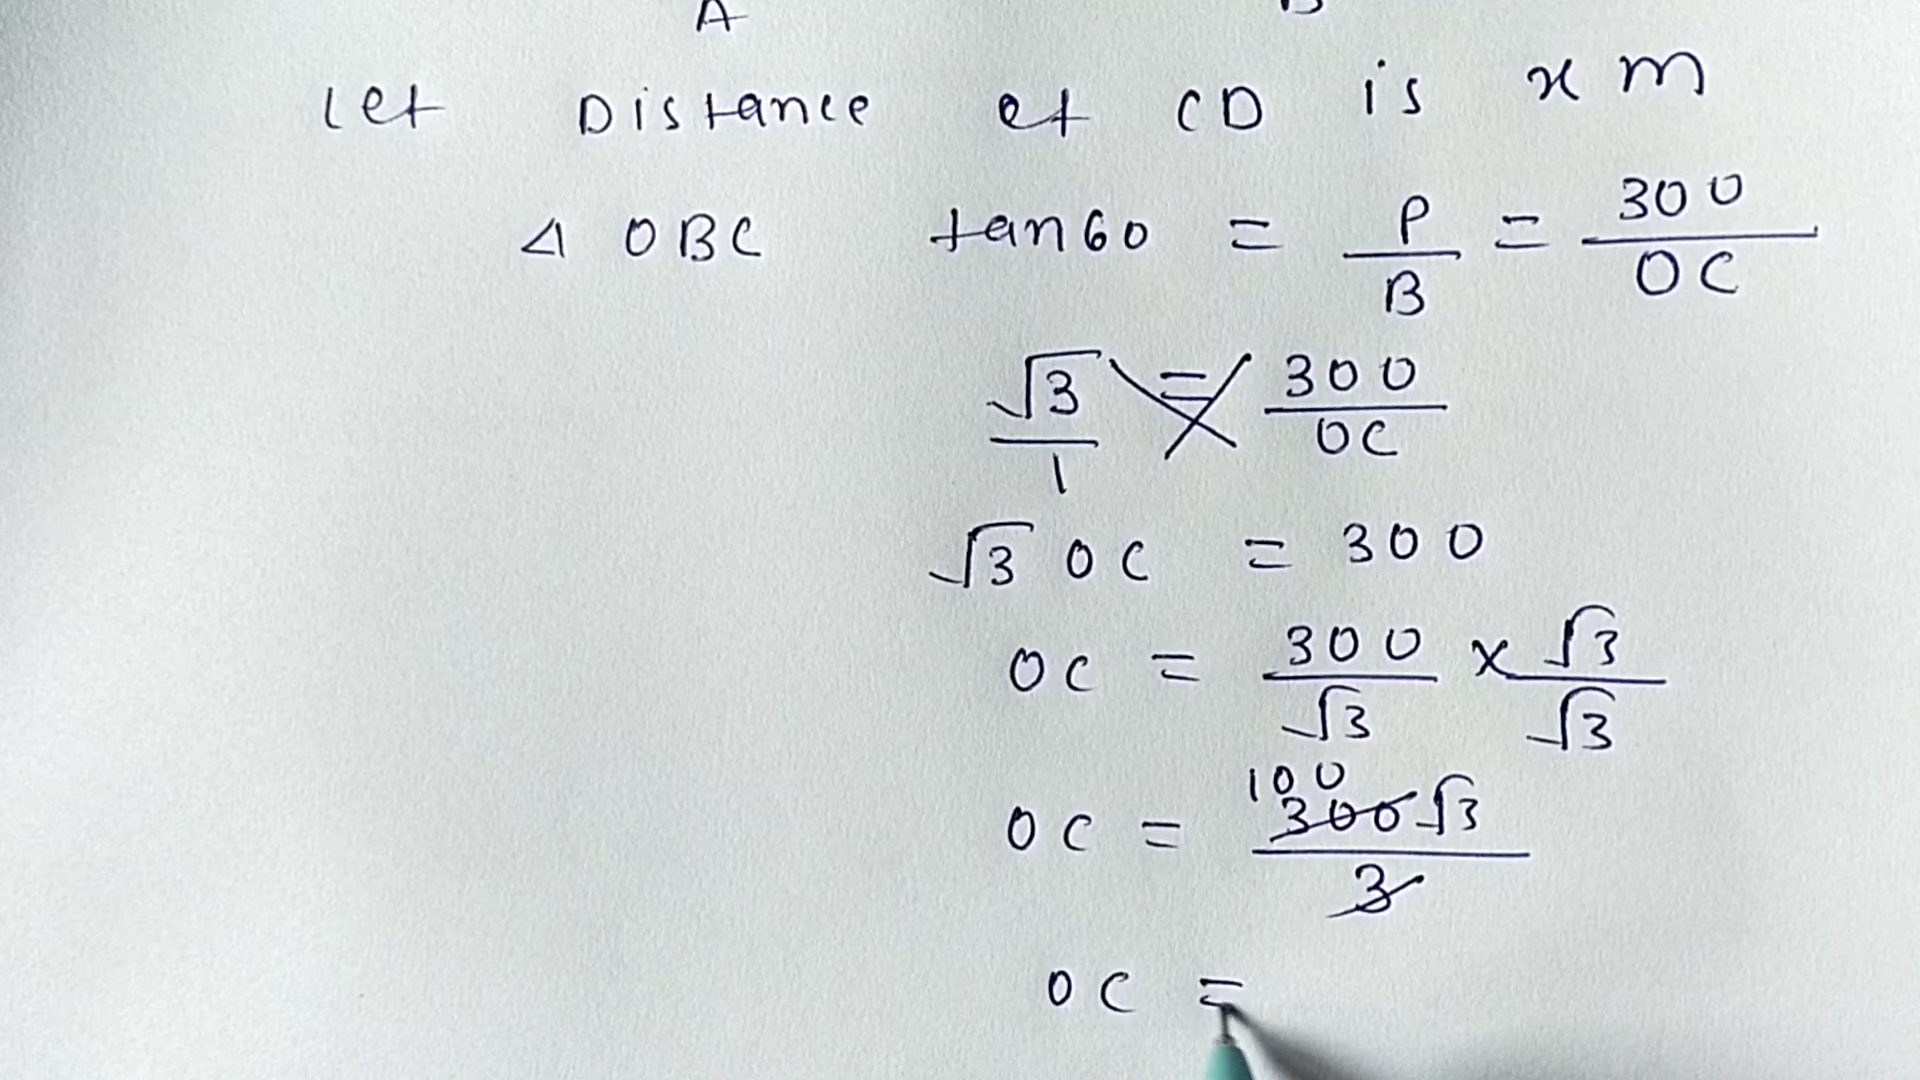 A B
Let Distance of CD is x m
△ OBC tan60 = P/B = 300/OC
√3/1 = 300/OC
√3 OC = 300
OC = 300/√3 x √3/√3
100
OC = 300√3/3
OC =